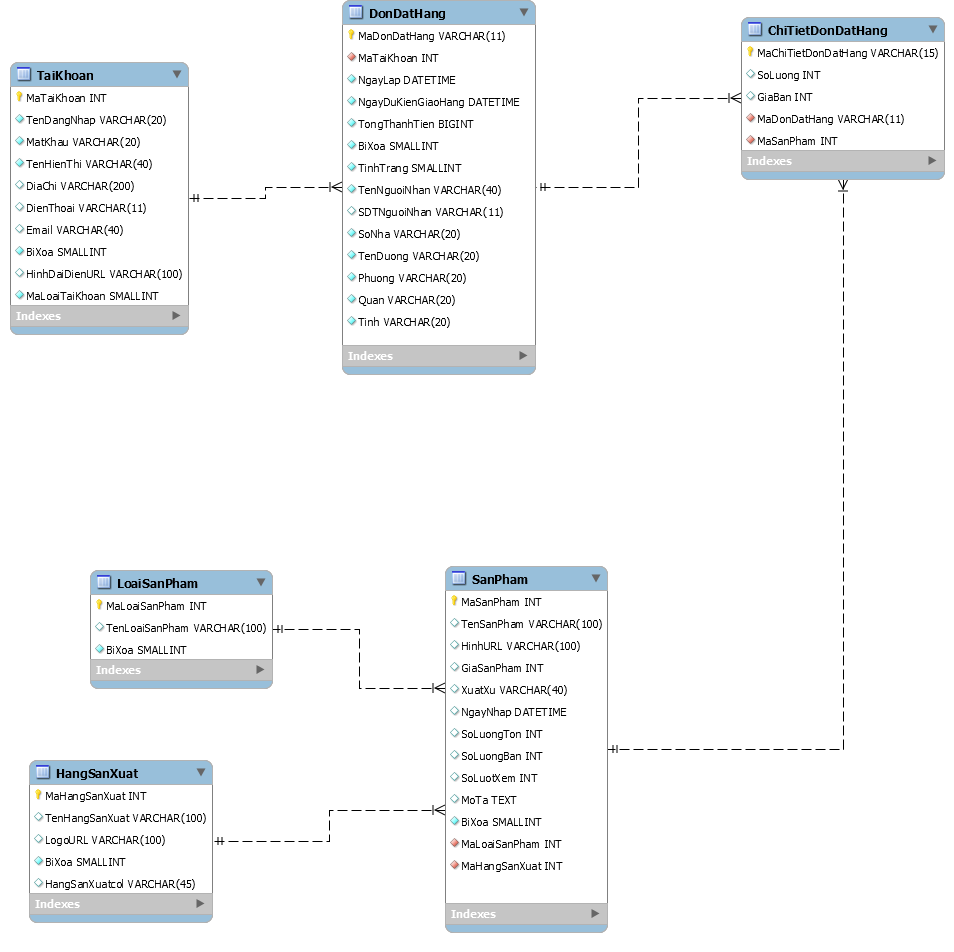 TaiKhoan
MaTaiKhoan INT
TenDangNhap VARCHAR(20)
MatKhau VARCHAR(20)
TenHienThi VARCHAR(40)
DiaChi VARCHAR(200)
DienThoai VARCHAR(11)
Email VARCHAR(40)
BiXoa SMALLINT
HinhDaiDienURL VARCHAR(100)
MaLoaiTaiKhoan SMALLINT
Indexes
DonDatHang
MaDonDatHang VARCHAR(11)
MaTaiKhoan INT
NgayLap DATETIME
NgayDuKienGiaoHang DATETIME
TongThanhTien BIGINT
BiXoa SMALLINT
TinhTrang SMALLINT
TenNguoiNhan VARCHAR(40)
SDTNguoiNhan VARCHAR(11)
SoNha VARCHAR(20)
TenDuong VARCHAR(20)
Phuong VARCHAR(20)
Quan VARCHAR(20)
Tinh VARCHAR(20)
Indexes
ChiTietDonDatHang
MaChiTietDonDatHang VARCHAR(15)
SoLuong INT
GiaBan INT
MaDonDatHang VARCHAR(11)
MaSanPham INT
Indexes
LoaiSanPham
MaLoaiSanPham INT
TenLoaiSanPham VARCHAR(100)
BiXoa SMALLINT
Indexes
HangSanXuat
MaHangSanXuat INT
TenHangSanXuat VARCHAR(100)
LogoURL VARCHAR(100)
BiXoa SMALLINT
HangSanXuatcol VARCHAR(45)
Indexes
SanPham
MaSanPham INT
TenSanPham VARCHAR(100)
HinhURL VARCHAR(100)
GiaSanPham INT
XuatXu VARCHAR(40)
NgayNhap DATETIME
SoLuongTon INT
SoLuongBan INT
SoLuotXem INT
MoTa TEXT
BiXoa SMALLINT
MaLoaiSanPham INT
MaHangSanXuat INT
Indexes